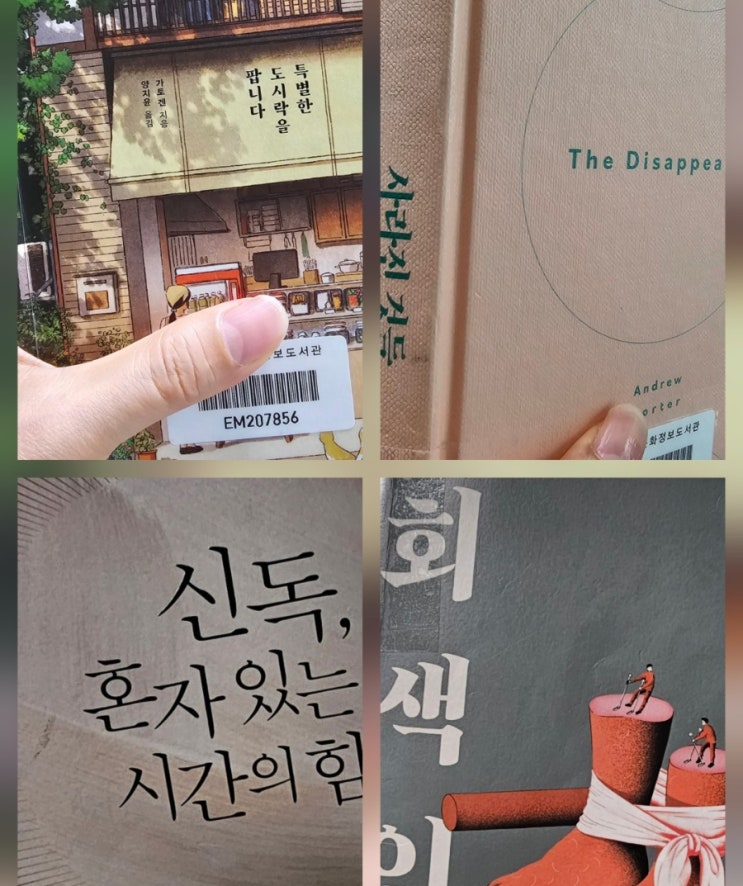 특별한
도시락을
팝니다
가토 겐 지음
양지윤 옮김
보도서관
EM207856
사라진 것들
The Disappea
Andrew
orter
화정보도서관
신독,
혼자 있는
시간의 힘
회
색
인